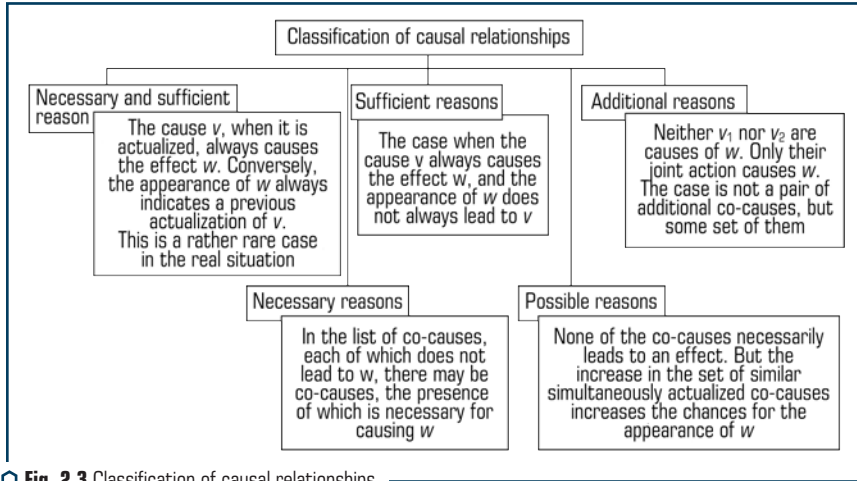 Classification of causal relationships
Necessary and sufficient
reason
The cause v, when it is
actualized, always causes
the effect w. Conversely,
the appearance of w always
indicates a previous
actualization of v.
This is a rather rare case
in the real situation
Sufficient reasons
The case when the
cause v always causes
the effect w, and the
appearance of w does
not always lead to v
Additional reasons
Neither v₁ nor v₂ are
causes of w. Only their
joint action causes w.
The case is not a pair of
additional co-causes, but
some set of them
Necessary reasons
In the list of co-causes,
each of which does not
lead to w, there may be
co-causes, the presence
of which is necessary for
causing w
Possible reasons
None of the co-causes necessarily
leads to an effect. But the
increase in the set of similar
simultaneously actualized co-causes
increases the chances for the
appearance of w
Fig. 2.3 Classification of causal relationships